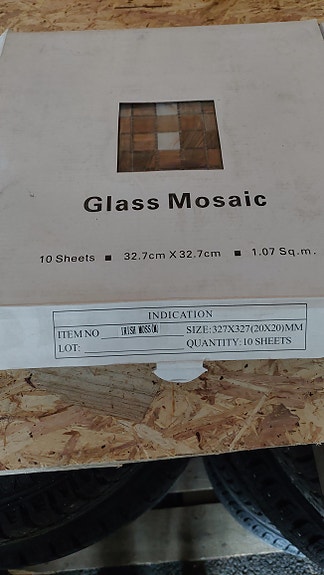 Glass Mosaic
10 Sheets ■ 32.7cm X 32.7cm ■ 1.07 Sq.m.
INDICATION
ITEM NO SIZE:327X327(20X20)MM
LOT: QUANTITY:10 SHEETS